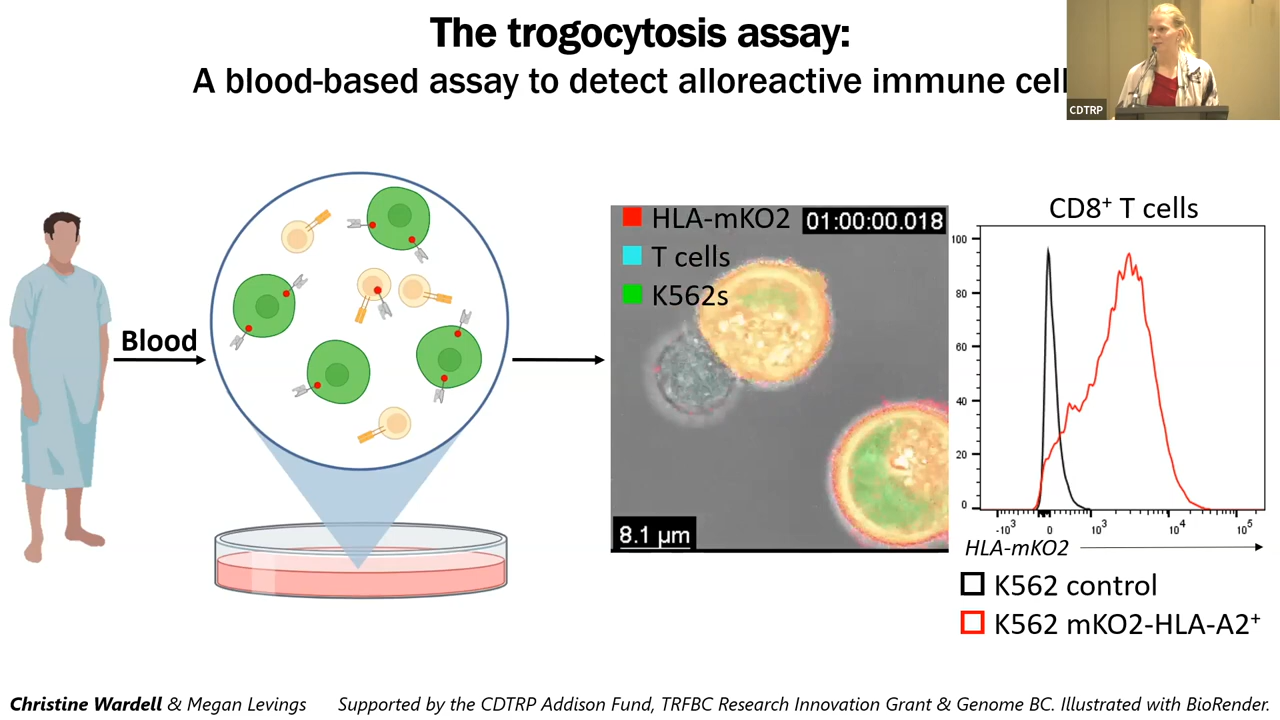 The trogocytosis assay:
A blood-based assay to detect alloreactive immune cell
CDTRP
Blood
HLA-mKO2
01:00:00.018
T cells
K562s
8.1 µm
CD8⁺ T cells
100
80
60
40
20
0
-10³ 0 10³ 10⁴ 10⁵
HLA-mKO2
K562 control
K562 mKO2-HLA-A2⁺
Christine Wardell & Megan Levings Supported by the CDTRP Addison Fund, TRFBC Research Innovation Grant & Genome BC. Illustrated with BioRender.